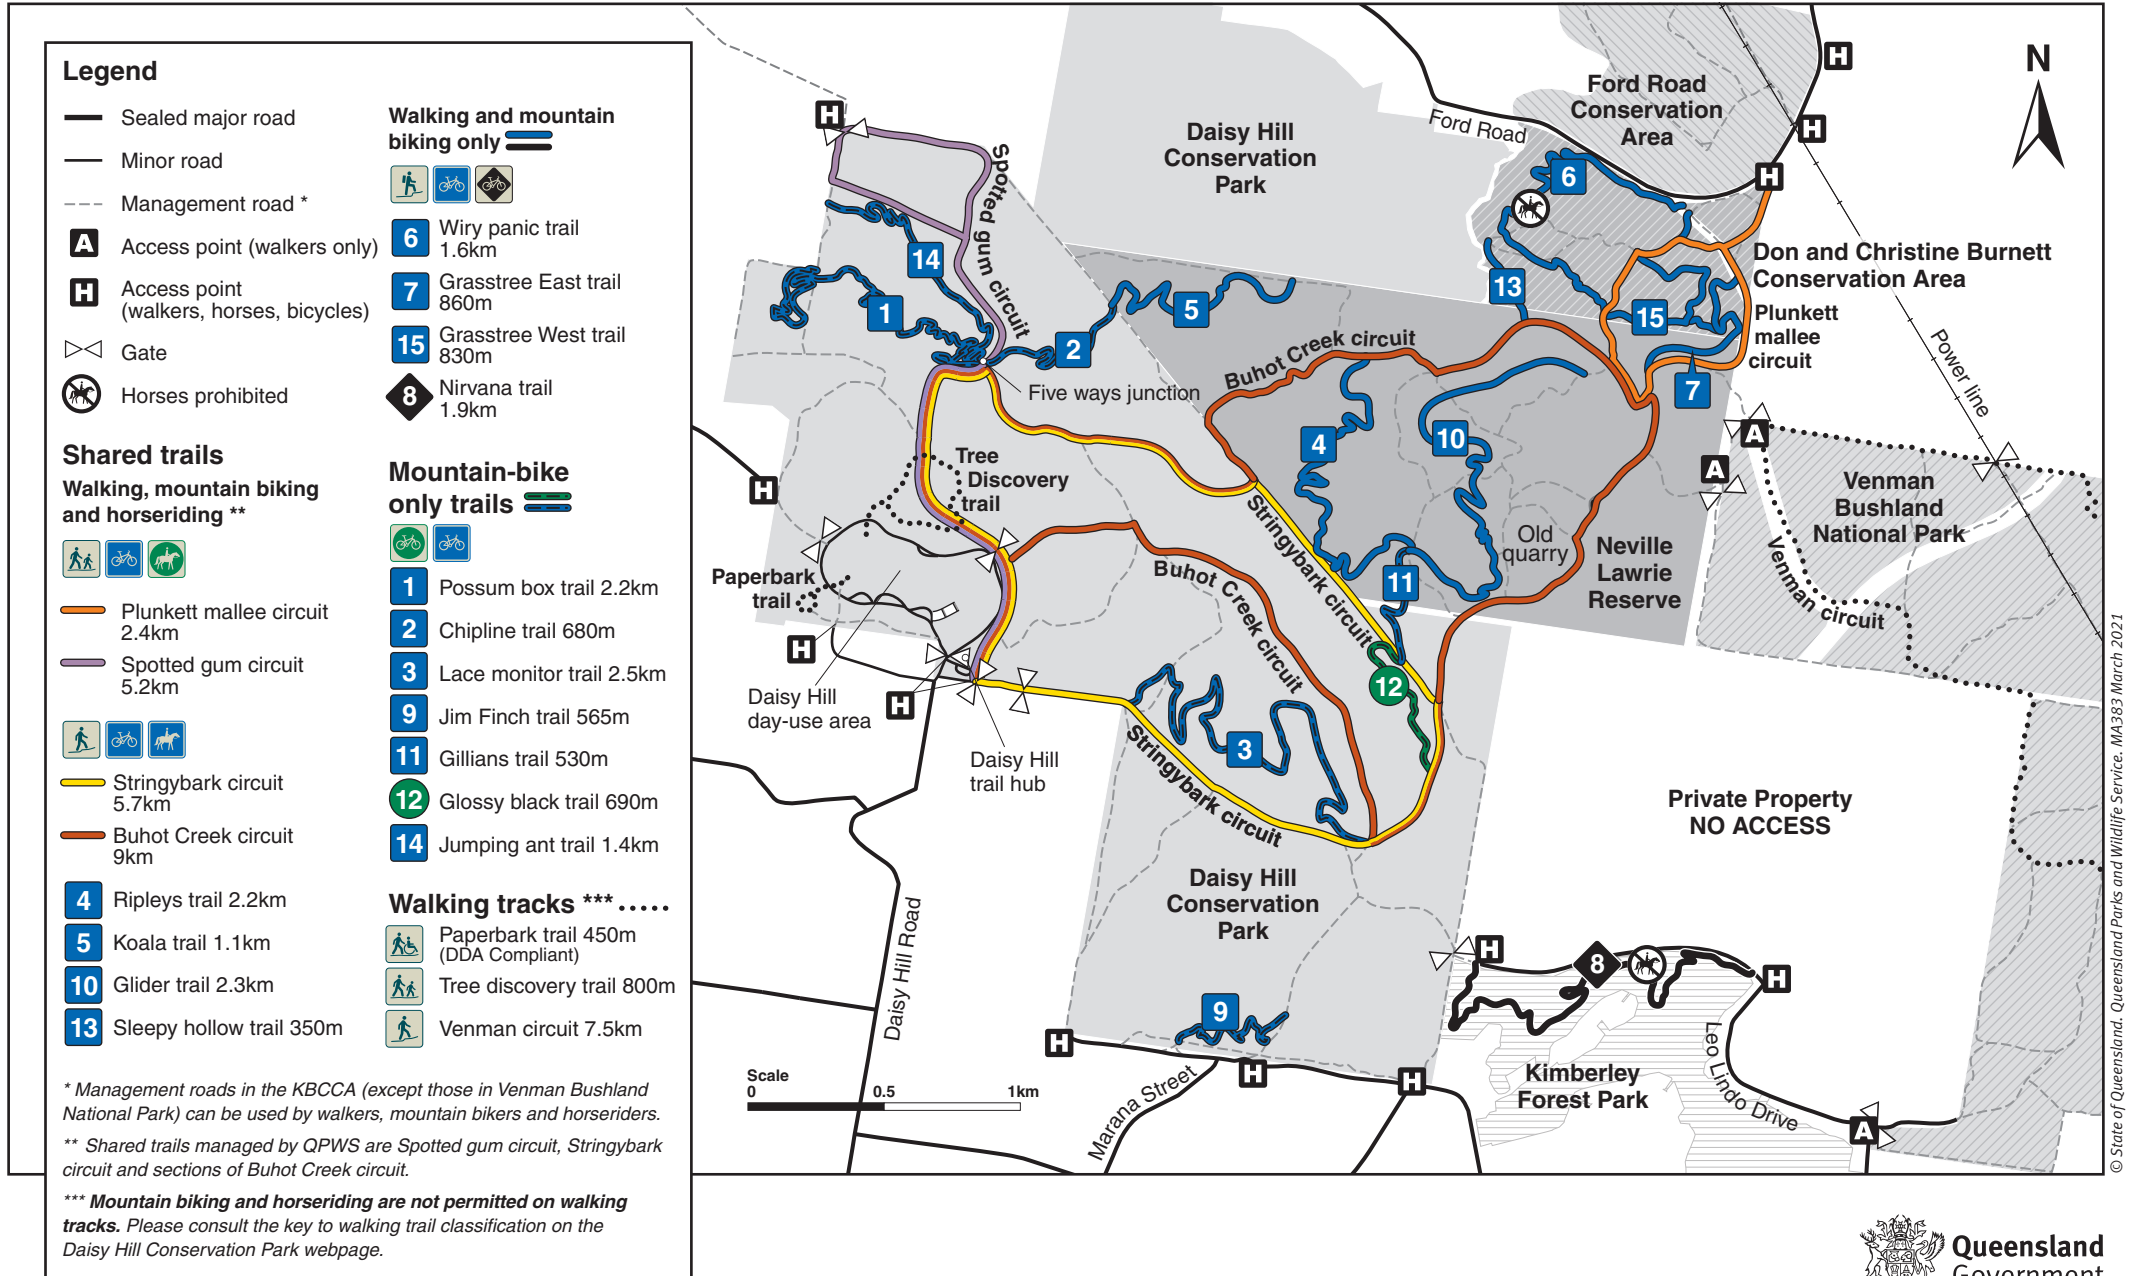 Legend
Sealed major road
Minor road
Management road *
A
Access point (walkers only)
H
Access point
(walkers, horses, bicycles)
Gate
Horses prohibited
Shared trails
Walking, mountain biking
and horseriding **
Plunkett mallee circuit
2.4km
Spotted gum circuit
5.2km
Stringybark circuit
5.7km
Buhot Creek circuit
9km
4 Ripleys trail 2.2km
5 Koala trail 1.1km
10 Glider trail 2.3km
13 Sleepy hollow trail 350m
Walking and mountain
biking only
6 Wiry panic trail
1.6km
7 Grasstree East trail
860m
15 Grasstree West trail
830m
8 Nirvana trail
1.9km
Mountain-bike
only trails
1 Possum box trail 2.2km
2 Chipline trail 680m
3 Lace monitor trail 2.5km
9 Jim Finch trail 565m
11 Gillians trail 530m
12 Glossy black trail 690m
14 Jumping ant trail 1.4km
Walking tracks ***
Paperbark trail 450m
(DDA Compliant)
Tree discovery trail 800m
Venman circuit 7.5km
* Management roads in the KBCCA (except those in Venman Bushland
National Park) can be used by walkers, mountain bikers and horseriders.
** Shared trails managed by QPWS are Spotted gum circuit, Stringybark
circuit and sections of Buhot Creek circuit.
*** Mountain biking and horseriding are not permitted on walking
tracks. Please consult the key to walking trail classification on the
Daisy Hill Conservation Park webpage.
N
H
H
H
H
Ford Road
Conservation
Area
Ford Road
Daisy Hill
Conservation
Park
Spotted gum circuit
6
14
13
1
5
2
15
7
Don and Christine Burnett
Conservation Area
Plunkett
mallee
circuit
Power line
Buhot Creek circuit
Five ways junction
4
10
A
A
Venman
Bushland
National Park
Venman circuit
Tree
Discovery
trail
H
Stringybark circuit
Old
quarry
Neville
Lawrie
Reserve
11
Paperbark
trail
Buhot Creek circuit
H
H
12
Daisy Hill
day-use area
Daisy Hill
trail hub
3
Stringybark circuit
Private Property
NO ACCESS
Daisy Hill
Conservation
Park
Daisy Hill Road
H
8
H
9
H
H
H
Marana Street
Kimberley
Forest Park
Leo Lindo Drive
A
Scale
0 0.5 1km
© State of Queensland. Queensland Parks and Wildlife Service. MA383 March 2021
Queensland
Government